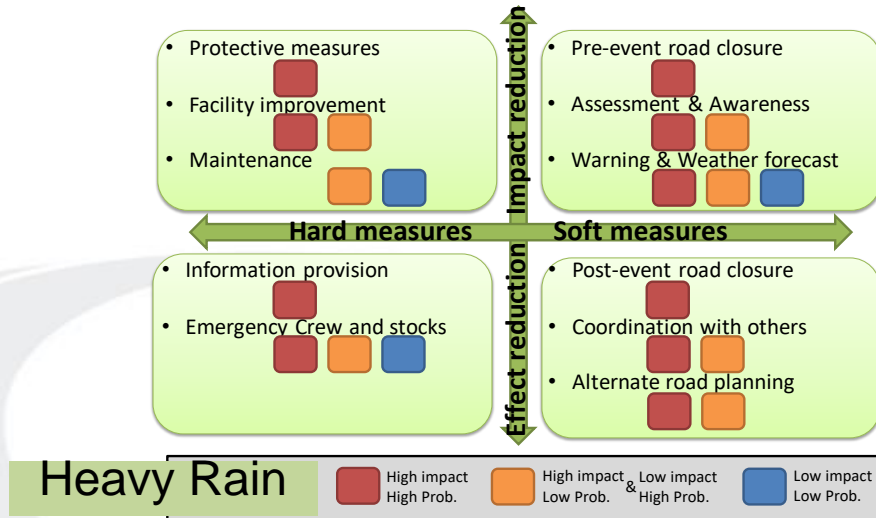 • Protective measures
• Facility improvement
• Maintenance
• Pre-event road closure
• Assessment & Awareness
• Warning & Weather forecast
Impact reduction
Hard measures
Soft measures
Effect reduction
• Information provision
• Emergency Crew and stocks
• Post-event road closure
• Coordination with others
• Alternate road planning
Heavy Rain
High impact
High Prob.
High impact & Low impact
Low Prob. High Prob.
Low impact
Low Prob.